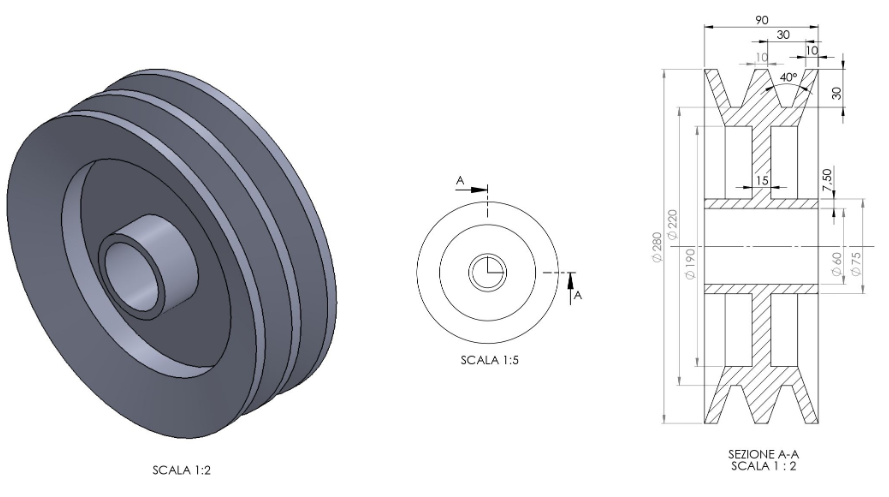 90
30
10
10
40°
30
15
7,50
∅ 280
∅ 220
∅ 190
∅ 60
∅ 75
A
A
SCALA 1:5
SCALA 1:2
SEZIONE A-A
SCALA 1 : 2